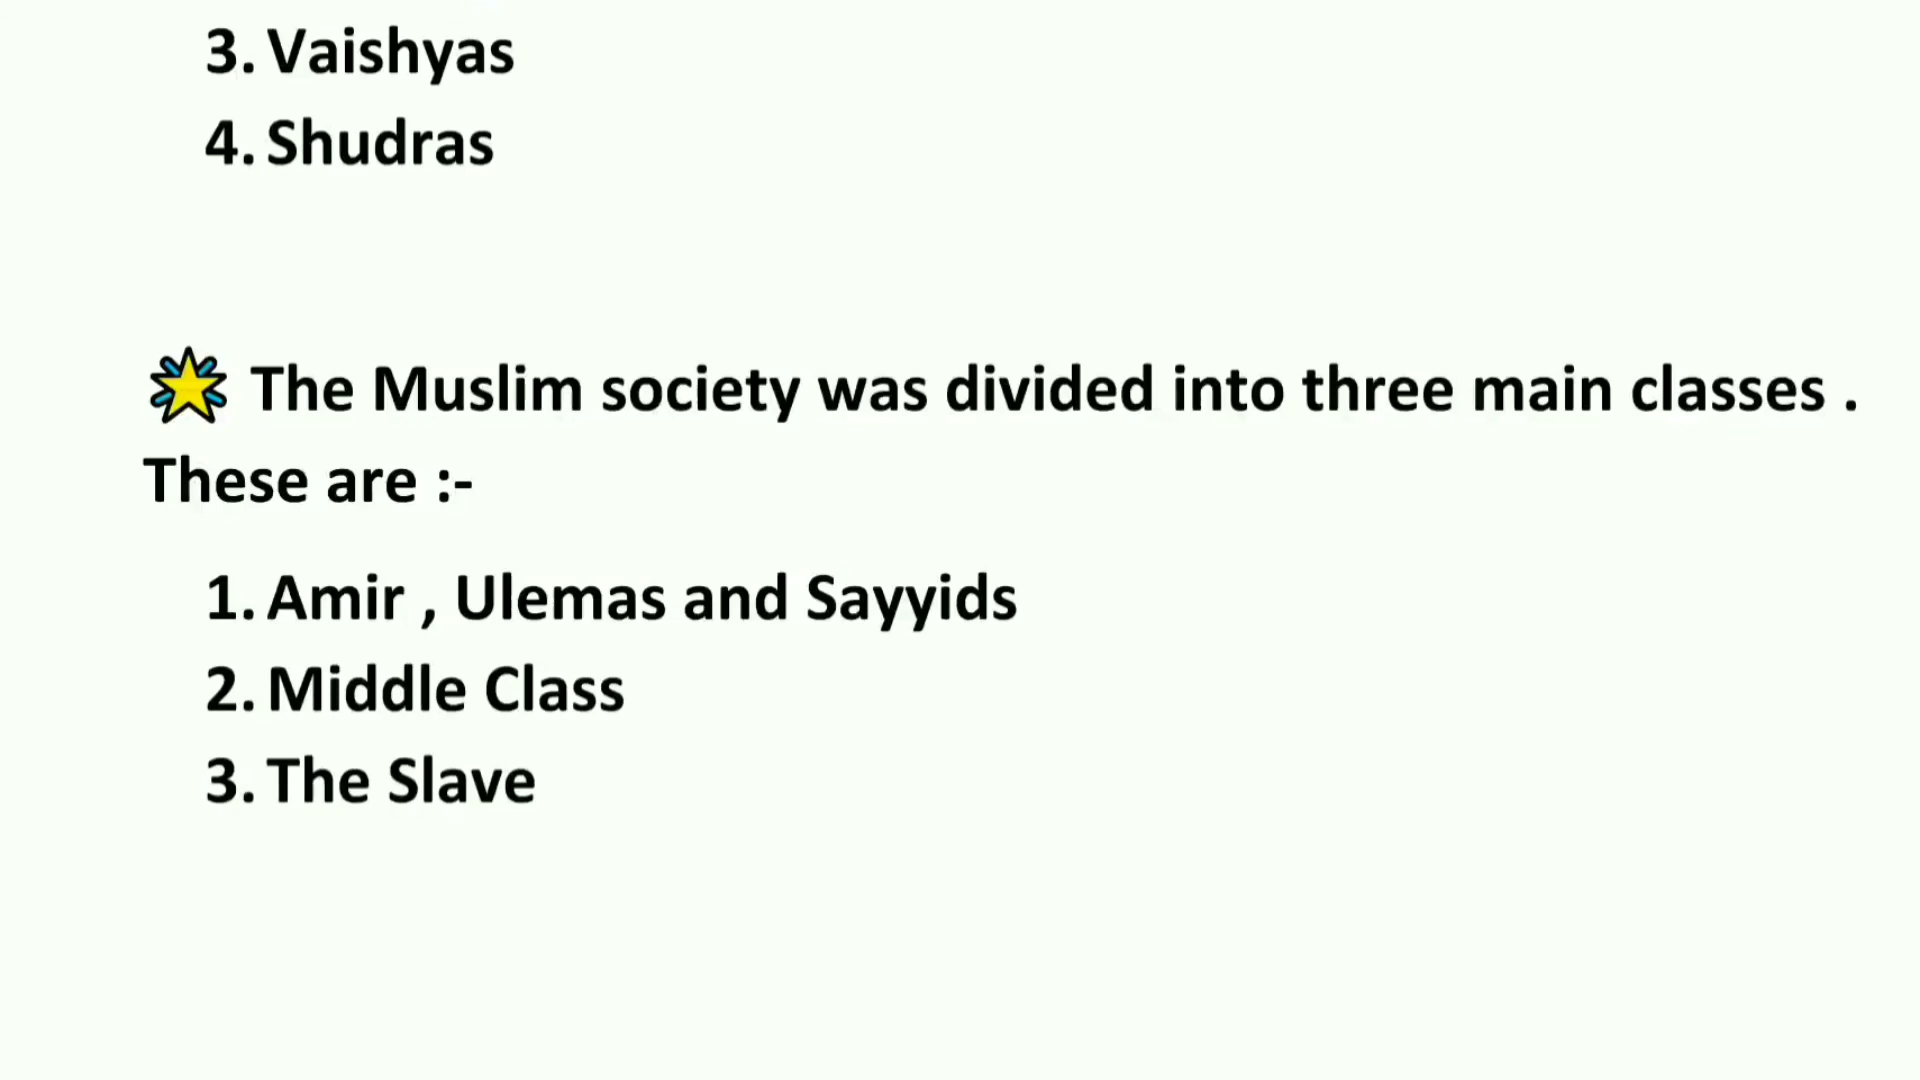 3. Vaishyas
4. Shudras
🌟 The Muslim society was divided into three main classes .
These are :-
1. Amir , Ulemas and Sayyids
2. Middle Class
3. The Slave